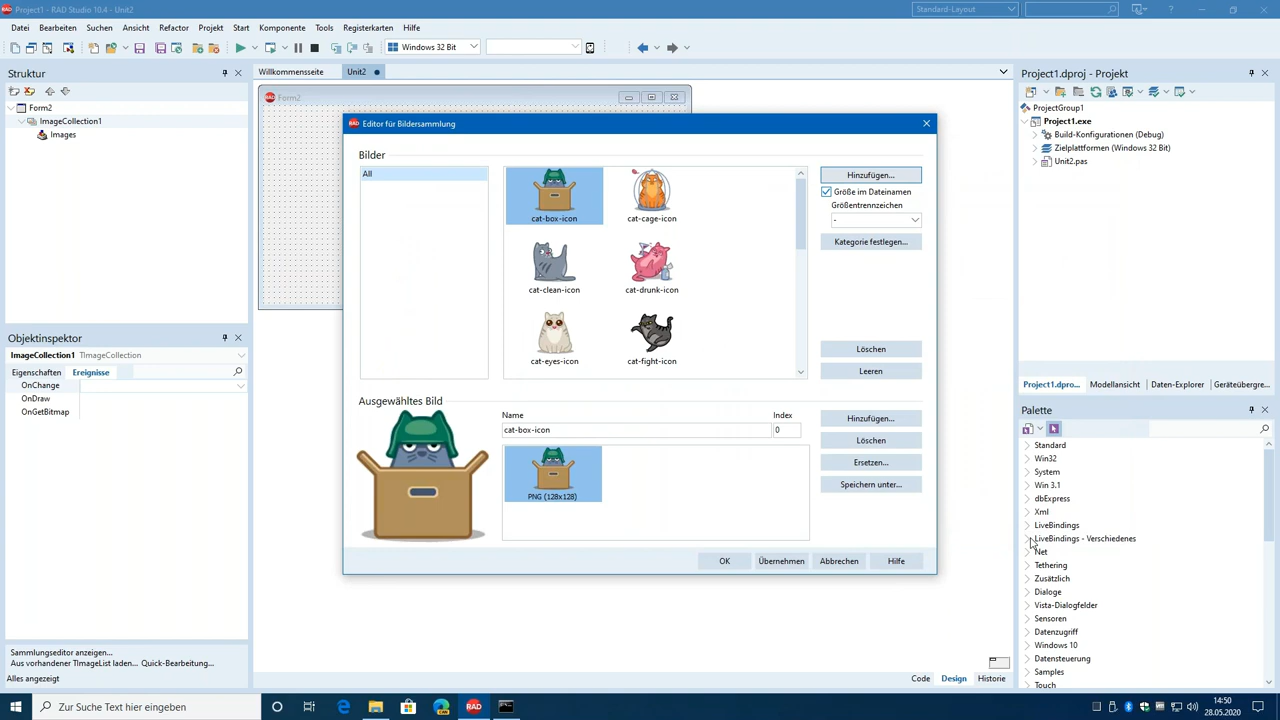 Project1 - RAD Studio 10.4 - Unit2
Standard-Layout
Datei Bearbeiten Suchen Ansicht Refactor Projekt Start Komponente Tools Registerkarten Hilfe
Windows 32 Bit
Struktur
Form2
ImageCollection1
Images
Willkommensseite
Unit2
Form2
Editor für Bildersammlung
Bilder
All
cat-box-icon
cat-cage-icon
cat-clean-icon
cat-drunk-icon
cat-eyes-icon
cat-fight-icon
Hinzufügen...
Größe im Dateinamen
Größentrennzeichen
-
Kategorie festlegen...
Löschen
Leeren
Ausgewähltes Bild
Name
Index
cat-box-icon
0
PNG (128x128)
Hinzufügen...
Löschen
Ersetzen...
Speichern unter...
OK
Übernehmen
Abbrechen
Hilfe
Objektinspektor
ImageCollection1 TImageCollection
Eigenschaften
Ereignisse
OnChange
OnDraw
OnGetBitmap
Sammlungseditor anzeigen...
Aus vorhandener TImageList laden... Quick-Bearbeitung...
Alles angezeigt
Code
Design
Historie
Project1.dproj - Projekt
ProjectGroup1
Project1.exe
Build-Konfigurationen (Debug)
Zielplattformen (Windows 32 Bit)
Unit2.pas
Project1.dpro...
Modellansicht
Daten-Explorer
Geräteübergre...
Palette
Standard
Win32
System
Win 3.1
dbExpress
Xml
LiveBindings
LiveBindings - Verschiedenes
Net
Tethering
Zusätzlich
Dialoge
Vista-Dialogfelder
Sensoren
Datenzugriff
Windows 10
Datensteuerung
Samples
Touch
Zur Suche Text hier eingeben
RAD
14:50
28.05.2020